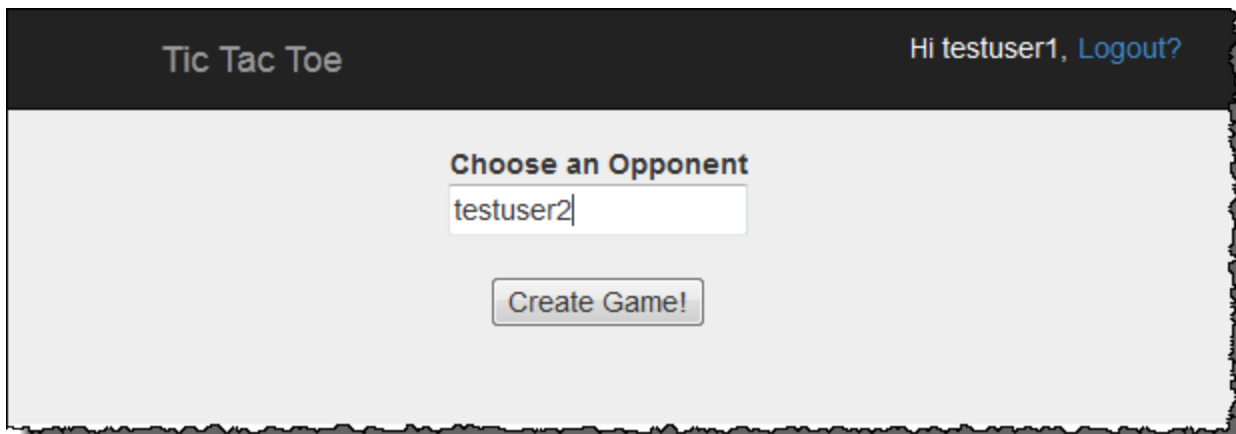 Tic Tac Toe
Hi testuser1, Logout?
Choose an Opponent
testuser2
Create Game!